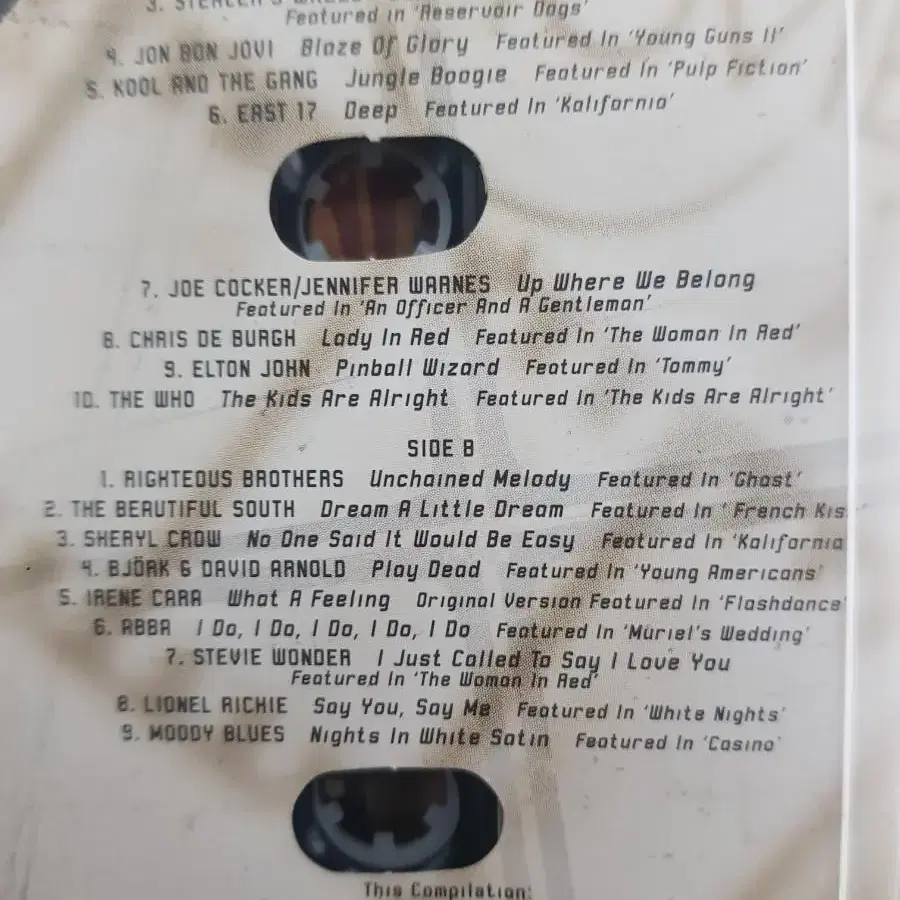 3. STEALER'S
Featured in 'Reservoir Dogs'
4. JON BON JOVI Blaze Of Glory Featured In 'Young Guns II'
5. KOOL AND THE GANG Jungle Boogie Featured In 'Pulp Fiction'
6. EAST 17 Deep Featured In 'Kalifornia'
7. JOE COCKER/JENNIFER WARNES Up Where We Belong
Featured In 'An Officer And A Gentleman'
8. CHRIS DE BURGH Lady In Red Featured In 'The Woman In Red'
9. ELTON JOHN Pinball Wizard Featured In 'Tommy'
10. THE WHO The Kids Are Alright Featured In 'The Kids Are Alright'
SIDE B
1. RIGHTEOUS BROTHERS Unchained Melody Featured In 'Ghost'
2. THE BEAUTIFUL SOUTH Dream A Little Dream Featured In 'French Kiss'
3. SHERYL CROW No One Said It Would Be Easy Featured In 'Kalifornia
4. BJÖRK & DAVID ARNOLD Play Dead Featured In 'Young Americans'
5. IRENE CARA What A Feeling Original Version Featured In 'Flashdance'
6. ABBA I Do, I Do, I Do, I Do, I Do Featured In 'Muriel's Wedding'
7. STEVIE WONDER I Just Called To Say I Love You
Featured In 'The Woman In Red'
8. LIONEL RICHIE Say You, Say Me Featured In 'White Nights'
9. MOODY BLUES Nights In White Satin Featured In 'Casino'
This Compilation: